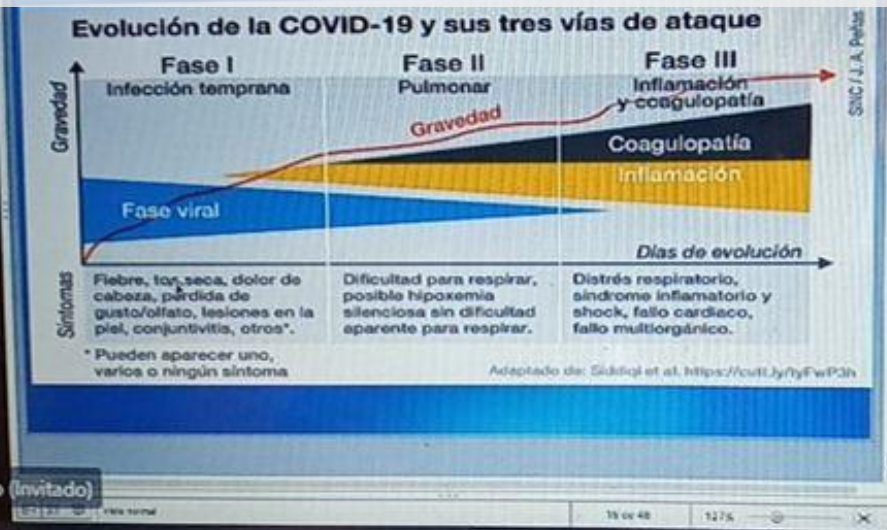 Evolución de la COVID-19 y sus tres vías de ataque
Fase I
Infección temprana
Fase II
Pulmonar
Fase III
Inflamación
y coagulopatía
Gravedad
Gravedad
Coagulopatía
Inflamación
Fase viral
Días de evolución
Síntomas
Fiebre, tos seca, dolor de
cabeza, pérdida de
gusto/olfato, lesiones en la
piel, conjuntivitis, otros*.
Dificultad para respirar,
posible hipoxemia
silenciosa sin dificultad
aparente para respirar.
Distrés respiratorio,
síndrome inflamatorio y
shock, fallo cardiaco,
fallo multiorgánico.
* Pueden aparecer uno,
varios o ningún síntoma
Adaptado de: Siddiqi et al.
SINC / J. A. Peñas
(Invitado)
127%